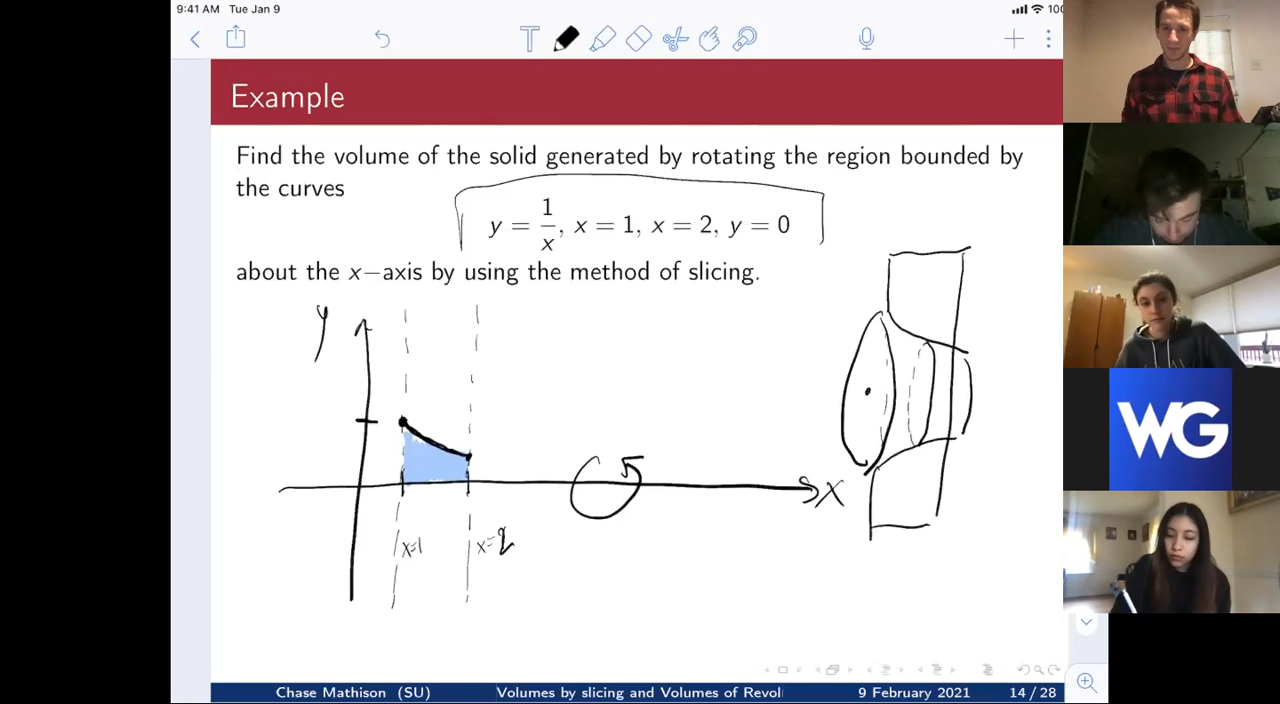 9:41 AM Tue Jan 9
Example
Find the volume of the solid generated by rotating the region bounded by
the curves
y = 1/x, x = 1, x = 2, y = 0
about the x−axis by using the method of slicing.
y
x
x=1
x=2
WG
Chase Mathison (SU) Volumes by slicing and Volumes of Revol 9 February 2021 14 / 28